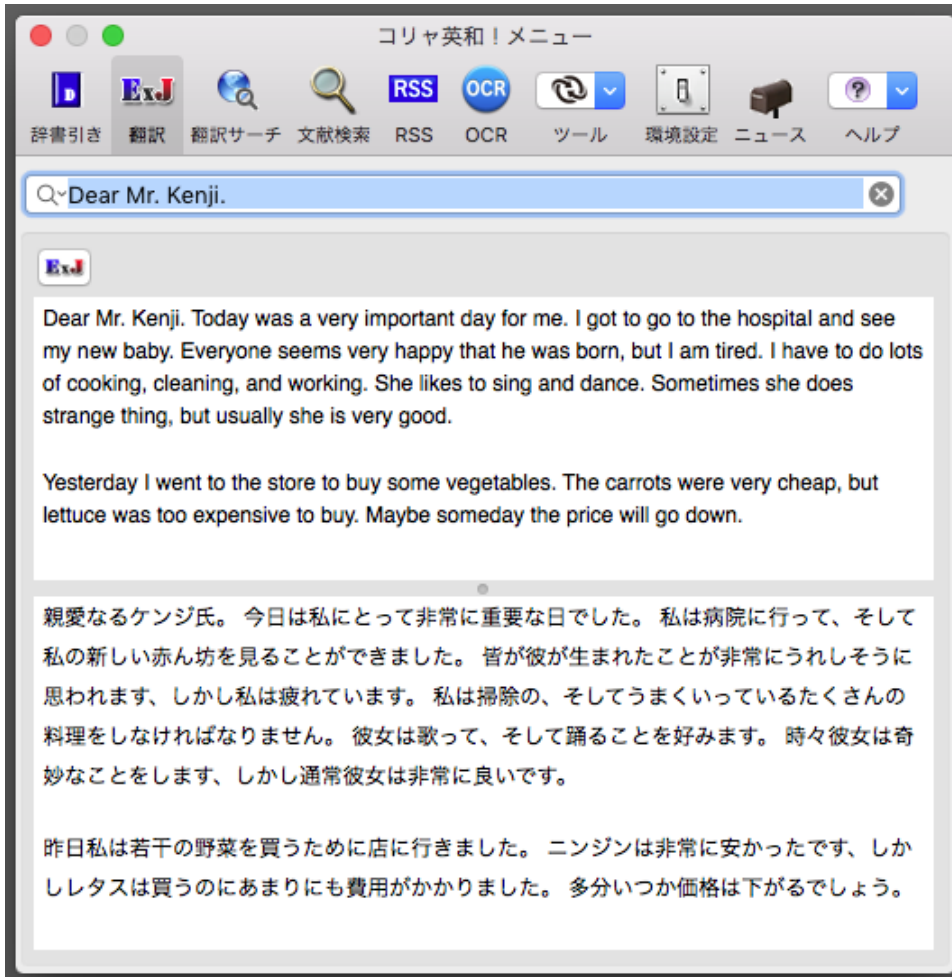 コリャ英和！メニュー
D ExJ RSS OCR ?
辞書引き 翻訳 翻訳サーチ 文献検索 RSS OCR ツール 環境設定 ニュース ヘルプ
Dear Mr. Kenji.
ExJ
Dear Mr. Kenji. Today was a very important day for me. I got to go to the hospital and see
my new baby. Everyone seems very happy that he was born, but I am tired. I have to do lots
of cooking, cleaning, and working. She likes to sing and dance. Sometimes she does
strange thing, but usually she is very good.
Yesterday I went to the store to buy some vegetables. The carrots were very cheap, but
lettuce was too expensive to buy. Maybe someday the price will go down.
親愛なるケンジ氏。 今日は私にとって非常に重要な日でした。 私は病院に行って、そして
私の新しい赤ん坊を見ることができました。 皆が彼が生まれたことが非常にうれしそうに
思われます、しかし私は疲れています。 私は掃除の、そしてうまくいっているたくさんの
料理をしなければなりません。 彼女は歌って、そして踊ることを好みます。 時々彼女は奇
妙なことをします、しかし通常彼女は非常に良いです。
昨日私は若干の野菜を買うために店に行きました。 ニンジンは非常に安かったです、しか
しレタスは買うのにあまりにも費用がかかりました。 多分いつか価格は下がるでしょう。